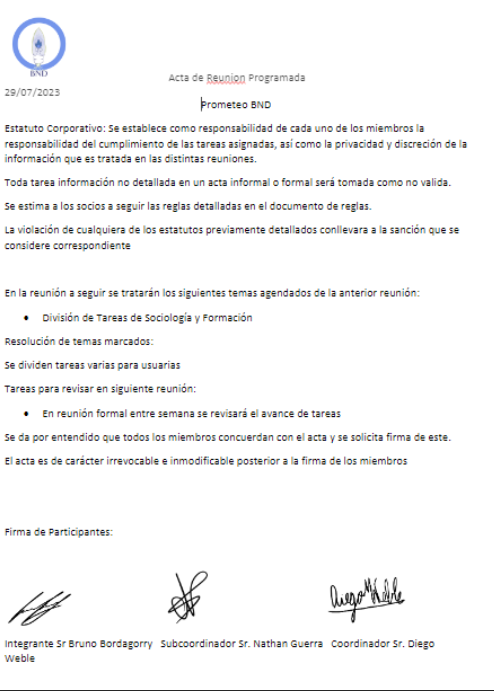 BND
Acta de Reunion Programada
29/07/2023
Prometeo BND
Estatuto Corporativo: Se establece como responsabilidad de cada uno de los miembros la
responsabilidad del cumplimiento de las tareas asignadas, así como la privacidad y discreción de la
información que es tratada en las distintas reuniones.
Toda tarea información no detallada en un acta informal o formal será tomada como no valida.
Se estima a los socios a seguir las reglas detalladas en el documento de reglas.
La violación de cualquiera de los estatutos previamente detallados conllevara a la sanción que se
considere correspondiente
En la reunión a seguir se tratarán los siguientes temas agendados de la anterior reunión:
• División de Tareas de Sociología y Formación
Resolución de temas marcados:
Se dividen tareas varias para usuarias
Tareas para revisar en siguiente reunión:
• En reunión formal entre semana se revisará el avance de tareas
Se da por entendido que todos los miembros concuerdan con el acta y se solicita firma de este.
El acta es de carácter irrevocable e inmodificable posterior a la firma de los miembros
Firma de Participantes:
Diego Weble
Integrante Sr Bruno Bordagorry Subcoordinador Sr. Nathan Guerra Coordinador Sr. Diego
Weble